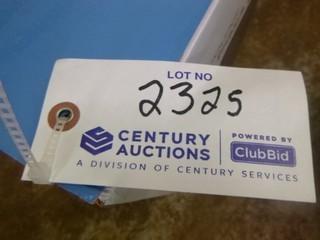 LOT NO
2325
CENTURY AUCTIONS
POWERED BY
ClubBid
A DIVISION OF CENTURY SERVICES